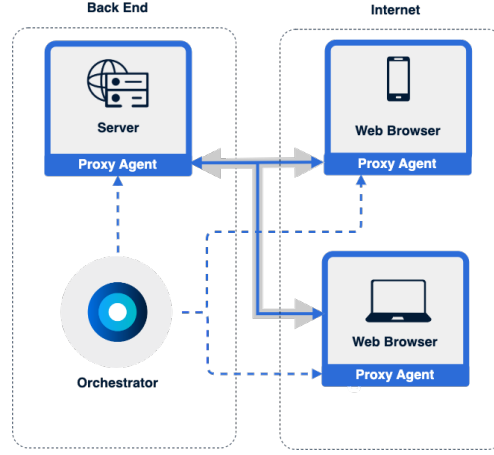 Back End
Internet
Server
Proxy Agent
Web Browser
Proxy Agent
Orchestrator
Web Browser
Proxy Agent